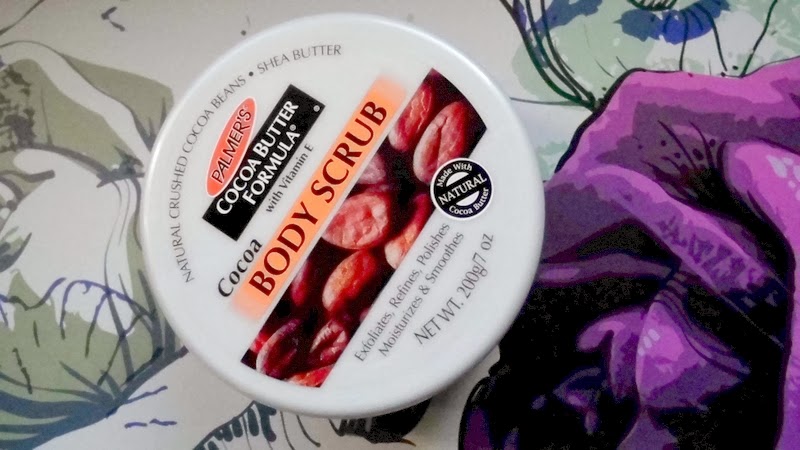 NATURAL CRUSHED COCOA BEANS • SHEA BUTTER
PALMER'S
COCOA BUTTER
FORMULA®
with Vitamin E
Cocoa
BODY SCRUB
Made With
NATURAL
Cocoa Butter
Exfoliates, Refines, Polishes
Moisturizes & Smoothes
NET WT. 200g/7 oz